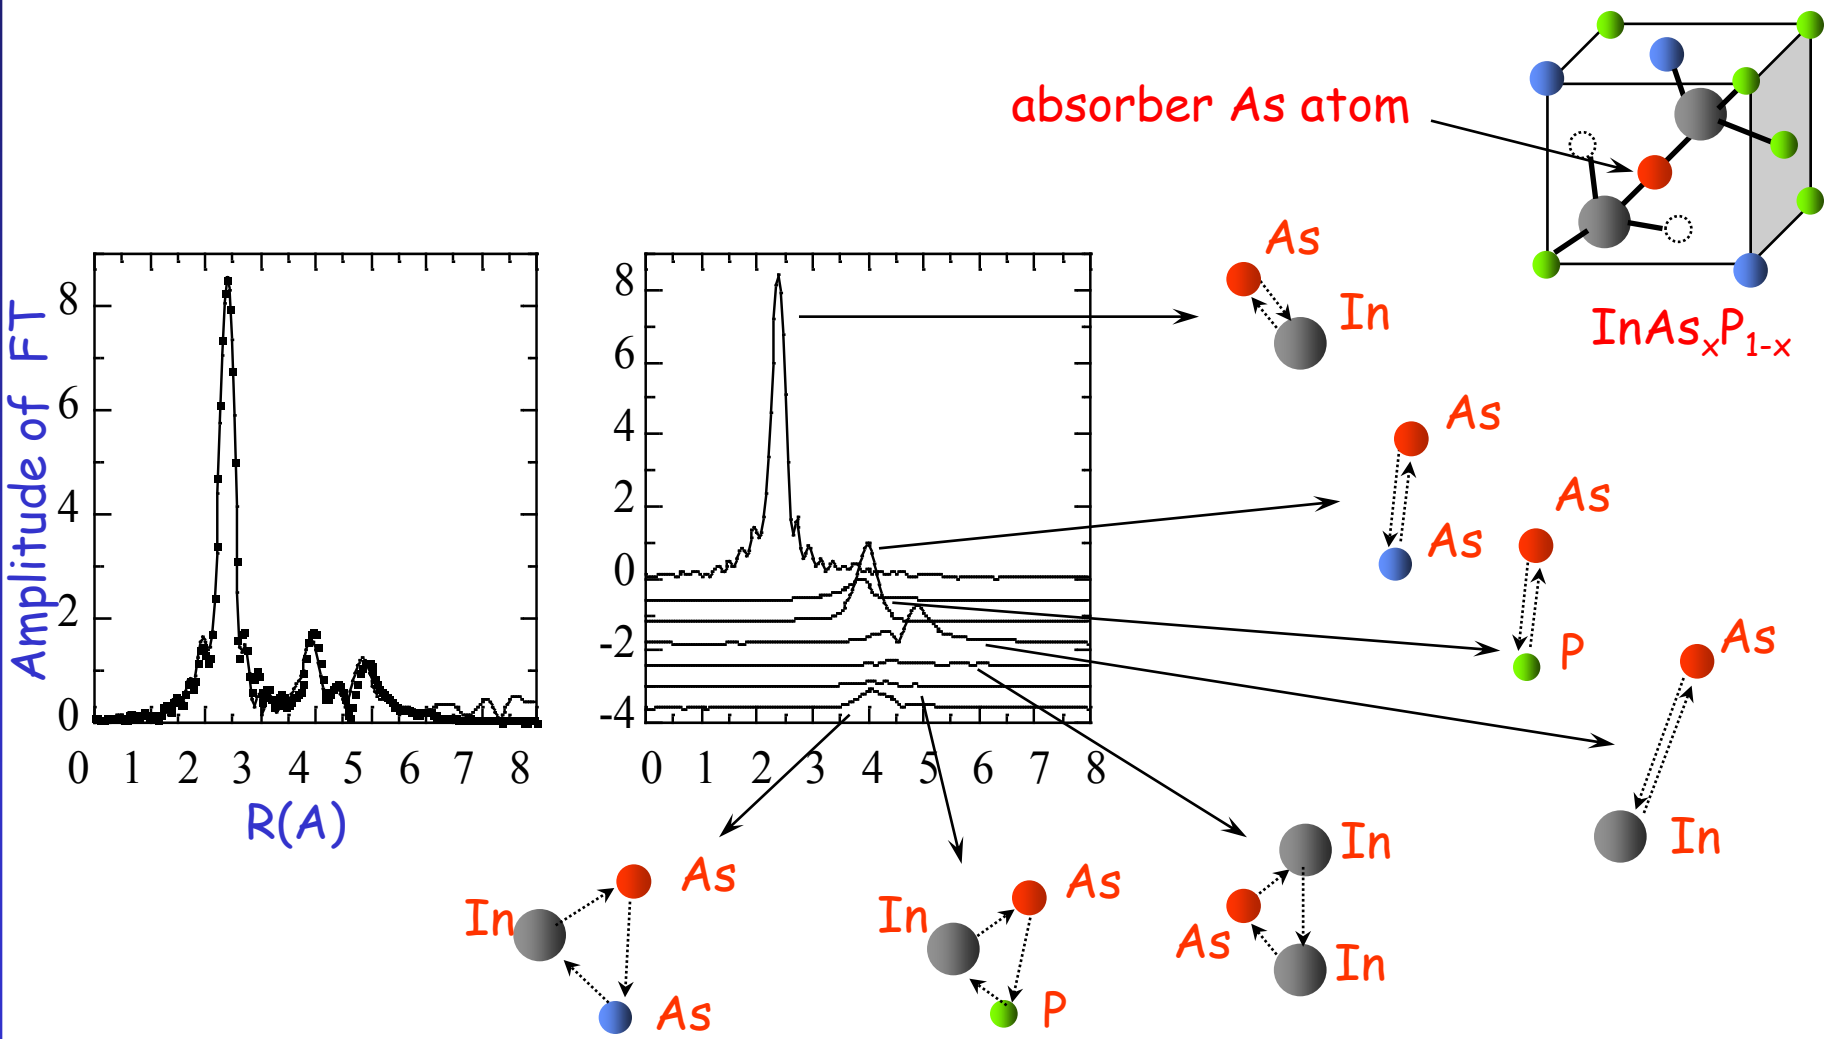 absorber As atom
InAsxP1-x
Amplitude of FT
8
6
4
2
0
0 1 2 3 4 5 6 7 8
R(A)
8
6
4
2
0
-2
-4
0 1 2 3 4 5 6 7 8
As
In
As
As
As
P
As
In
In
As
As
In
As
P
In
As
In